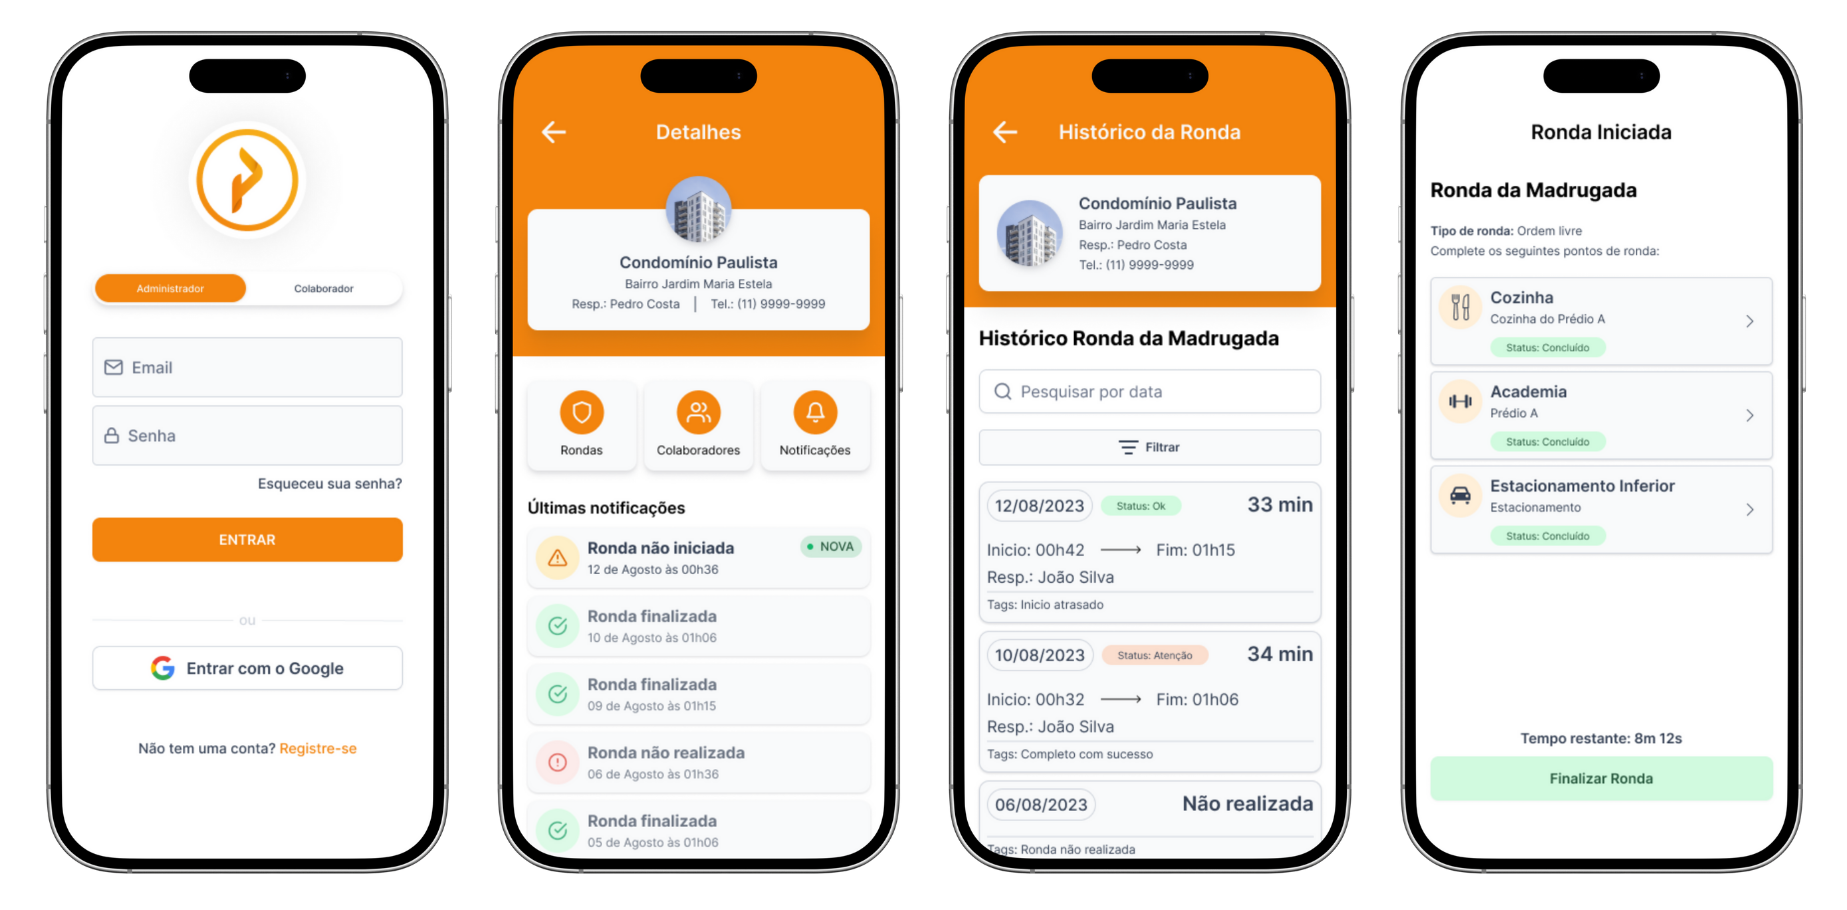 Administrador
Colaborador
Email
Senha
Esqueceu sua senha?
ENTRAR
ou
Entrar com o Google
Não tem uma conta? Registre-se
Detalhes
Condomínio Paulista
Bairro Jardim Maria Estela
Resp.: Pedro Costa | Tel.: (11) 9999-9999
Rondas
Colaboradores
Notificações
Últimas notificações
Ronda não iniciada
NOVA
12 de Agosto às 00h36
Ronda finalizada
10 de Agosto às 01h06
Ronda finalizada
09 de Agosto às 01h15
Ronda não realizada
06 de Agosto às 01h36
Ronda finalizada
05 de Agosto às 01h06
Histórico da Ronda
Condomínio Paulista
Bairro Jardim Maria Estela
Resp.: Pedro Costa
Tel.: (11) 9999-9999
Histórico Ronda da Madrugada
Pesquisar por data
Filtrar
12/08/2023 Status: Ok 33 min
Inicio: 00h42 ⟶ Fim: 01h15
Resp.: João Silva
Tags: Inicio atrasado
10/08/2023 Status: Atenção 34 min
Inicio: 00h32 ⟶ Fim: 01h06
Resp.: João Silva
Tags: Completo com sucesso
06/08/2023 Não realizada
Tags: Ronda não realizada
Ronda Iniciada
Ronda da Madrugada
Tipo de ronda: Ordem livre
Complete os seguintes pontos de ronda:
Cozinha
Cozinha do Prédio A
Status: Concluído
Academia
Prédio A
Status: Concluído
Estacionamento Inferior
Estacionamento
Status: Concluído
Tempo restante: 8m 12s
Finalizar Ronda